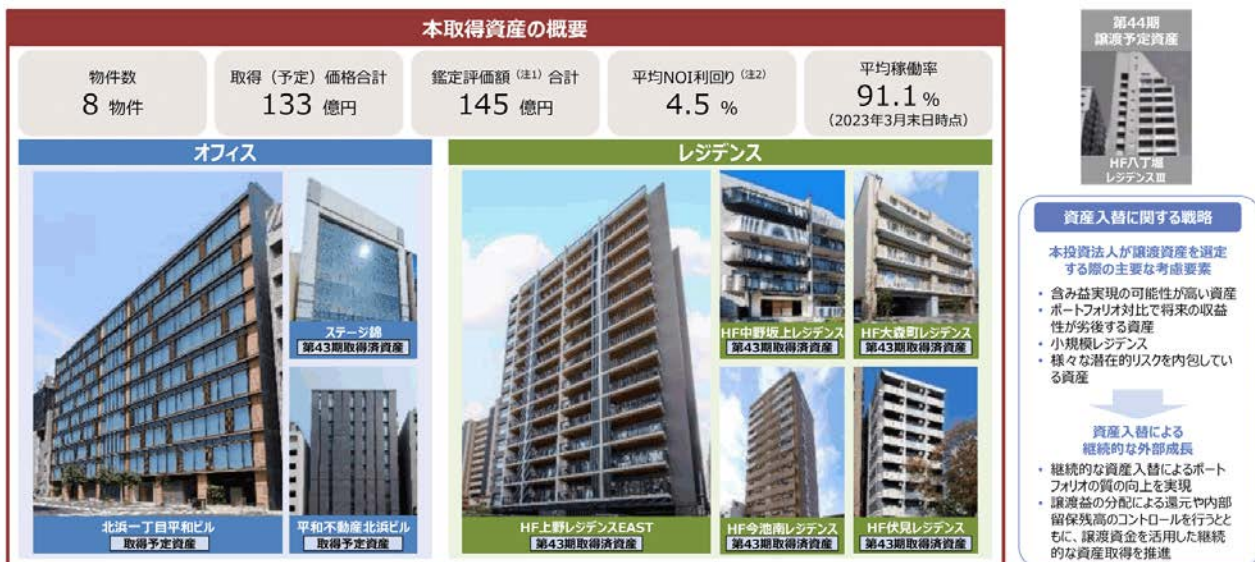 本取得資産の概要
物件数
8 物件
取得（予定）価格合計
133 億円
鑑定評価額（注1）合計
145 億円
平均NOI利回り（注2）
4.5 %
平均稼働率
91.1 %
（2023年3月末日時点）
オフィス
北浜一丁目平和ビル
取得予定資産
ステージ錦
第43期取得済資産
平和不動産北浜ビル
取得予定資産
レジデンス
HF上野レジデンスEAST
第43期取得済資産
HF中野坂上レジデンス
第43期取得済資産
HF大森町レジデンス
第43期取得済資産
HF今池南レジデンス
第43期取得済資産
HF伏見レジデンス
第43期取得済資産
第44期
譲渡予定資産
HF八丁堀
レジデンスⅢ
資産入替に関する戦略
本投資法人が譲渡資産を選定
する際の主要な考慮要素
・ 含み益実現の可能性が高い資産
・ ポートフォリオ対比で将来の収益
性が劣後する資産
・ 小規模レジデンス
・ 様々な潜在的リスクを内包してい
る資産
資産入替による
継続的な外部成長
・ 継続的な資産入替によるポート
フォリオの質の向上を実現
・ 譲渡益の分配による還元や内部
留保残高のコントロールを行うとと
もに、譲渡資金を活用した継続
的な資産取得を推進